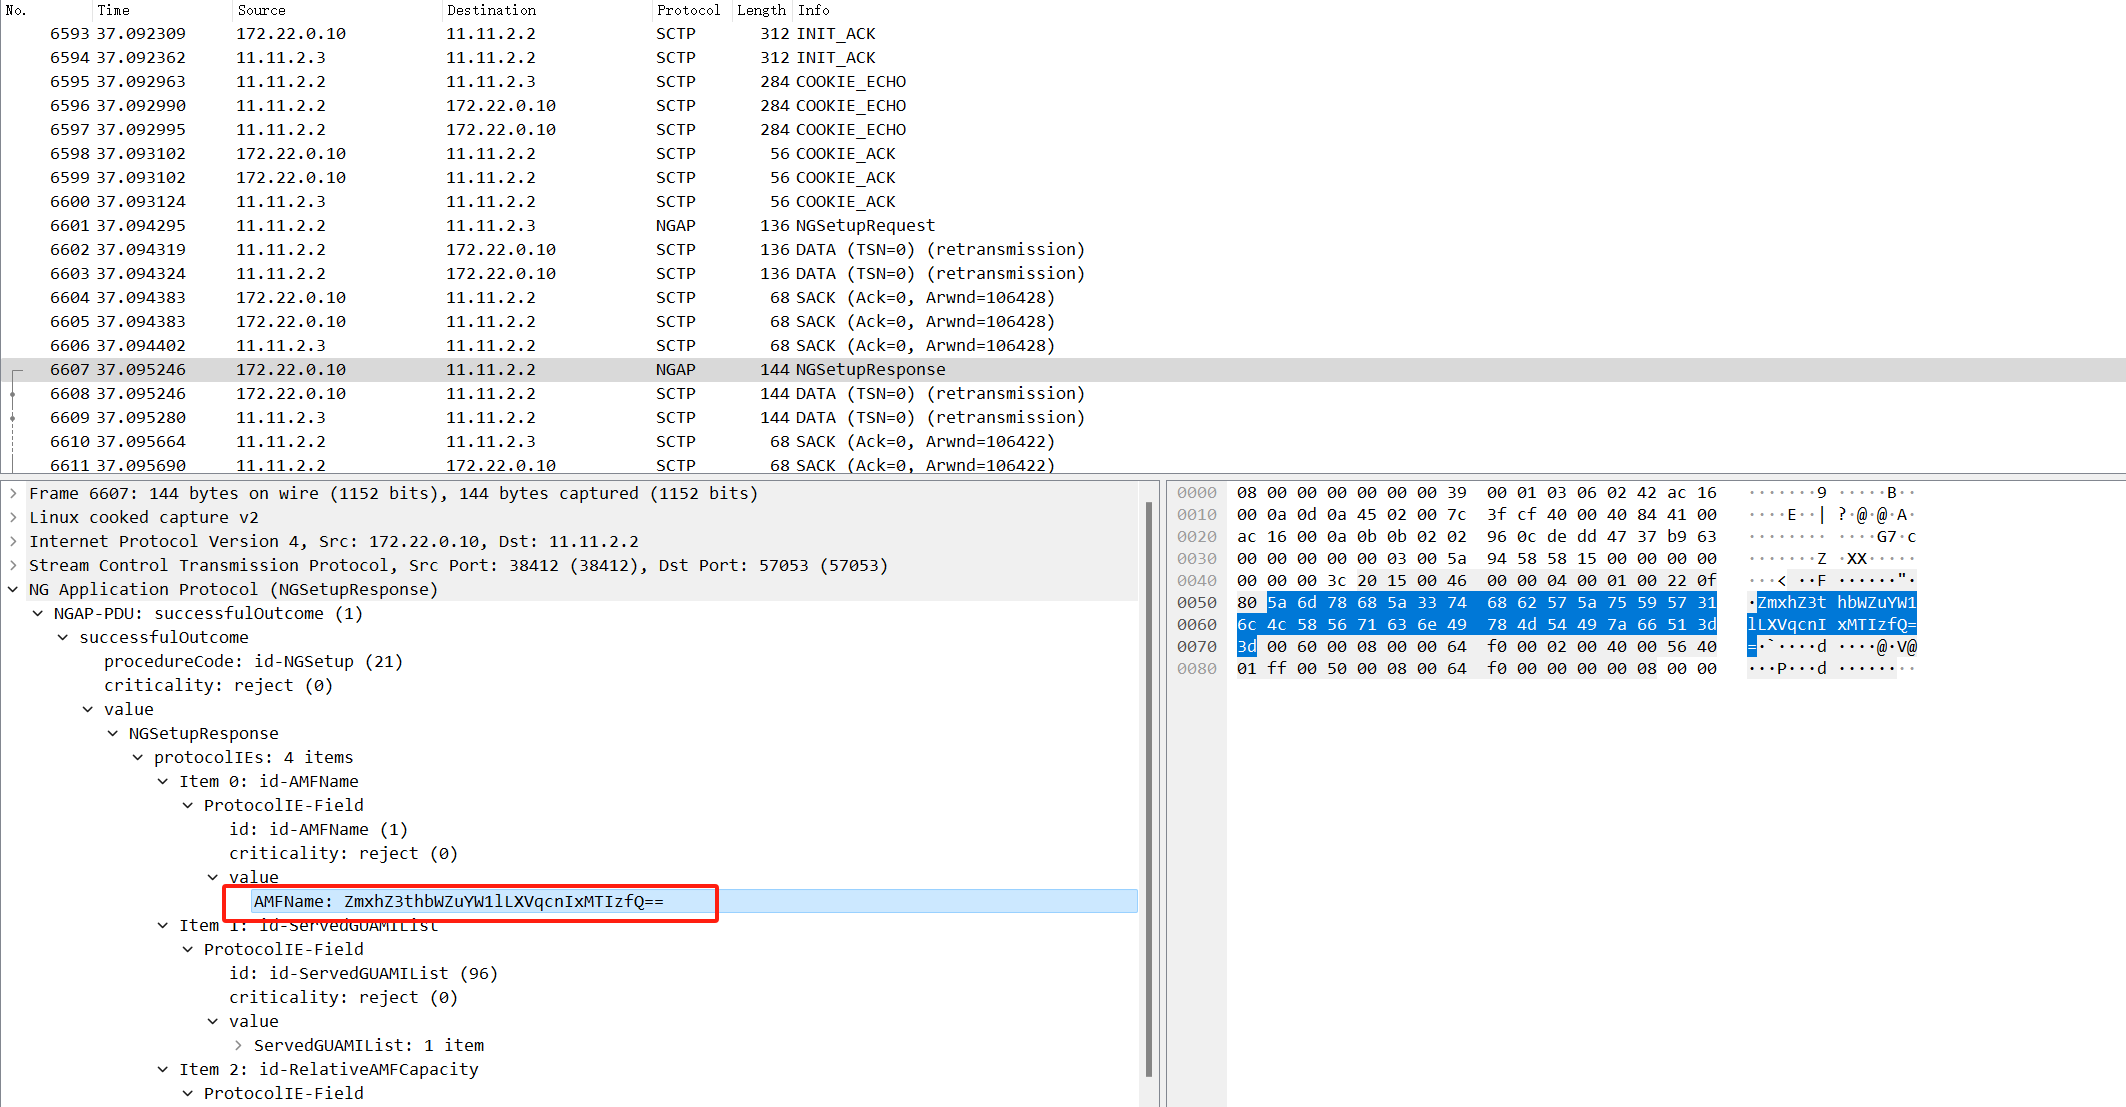 No. Time Source Destination Protocol Length Info
6593 37.092309 172.22.0.10 11.11.2.2 SCTP 312 INIT_ACK
6594 37.092362 11.11.2.3 11.11.2.2 SCTP 312 INIT_ACK
6595 37.092963 11.11.2.2 11.11.2.3 SCTP 284 COOKIE_ECHO
6596 37.092990 11.11.2.2 172.22.0.10 SCTP 284 COOKIE_ECHO
6597 37.092995 11.11.2.2 172.22.0.10 SCTP 284 COOKIE_ECHO
6598 37.093102 172.22.0.10 11.11.2.2 SCTP 56 COOKIE_ACK
6599 37.093102 172.22.0.10 11.11.2.2 SCTP 56 COOKIE_ACK
6600 37.093124 11.11.2.3 11.11.2.2 SCTP 56 COOKIE_ACK
6601 37.094295 11.11.2.2 11.11.2.3 NGAP 136 NGSetupRequest
6602 37.094319 11.11.2.2 172.22.0.10 SCTP 136 DATA (TSN=0) (retransmission)
6603 37.094324 11.11.2.2 172.22.0.10 SCTP 136 DATA (TSN=0) (retransmission)
6604 37.094383 172.22.0.10 11.11.2.2 SCTP 68 SACK (Ack=0, Arwnd=106428)
6605 37.094383 172.22.0.10 11.11.2.2 SCTP 68 SACK (Ack=0, Arwnd=106428)
6606 37.094402 11.11.2.3 11.11.2.2 SCTP 68 SACK (Ack=0, Arwnd=106428)
6607 37.095246 172.22.0.10 11.11.2.2 NGAP 144 NGSetupResponse
6608 37.095246 172.22.0.10 11.11.2.2 SCTP 144 DATA (TSN=0) (retransmission)
6609 37.095280 11.11.2.3 11.11.2.2 SCTP 144 DATA (TSN=0) (retransmission)
6610 37.095664 11.11.2.2 11.11.2.3 SCTP 68 SACK (Ack=0, Arwnd=106422)
6611 37.095690 11.11.2.2 172.22.0.10 SCTP 68 SACK (Ack=0, Arwnd=106422)
Frame 6607: 144 bytes on wire (1152 bits), 144 bytes captured (1152 bits)
Linux cooked capture v2
Internet Protocol Version 4, Src: 172.22.0.10, Dst: 11.11.2.2
Stream Control Transmission Protocol, Src Port: 38412 (38412), Dst Port: 57053 (57053)
NG Application Protocol (NGSetupResponse)
NGAP-PDU: successfulOutcome (1)
successfulOutcome
procedureCode: id-NGSetup (21)
criticality: reject (0)
value
NGSetupResponse
protocolIEs: 4 items
Item 0: id-AMFName
ProtocolIE-Field
id: id-AMFName (1)
criticality: reject (0)
value
AMFName: ZmxhZ3thbWZuYW1lLXVqcnIxMTIzfQ==
Item 1: id-ServedGUAMIList
ProtocolIE-Field
id: id-ServedGUAMIList (96)
criticality: reject (0)
value
ServedGUAMIList: 1 item
Item 2: id-RelativeAMFCapacity
ProtocolIE-Field
0000 08 00 00 00 00 00 00 39 00 01 03 06 02 42 ac 16 ·······9 ·····B··
0010 00 0a 0d 0a 45 02 00 7c 3f cf 40 00 40 84 41 00 ····E··| ?·@·@·A·
0020 ac 16 00 0a 0b 0b 02 02 96 0c de dd 47 37 b9 63 ········ ····G7·c
0030 00 00 00 00 00 03 00 5a 94 58 58 15 00 00 00 00 ·······Z ·XX·····
0040 00 00 00 3c 20 15 00 46 00 00 04 00 01 00 22 0f ···< ··F ······"·
0050 80 5a 6d 78 68 5a 33 74 68 62 57 5a 75 59 57 31 ·ZmxhZ3t hbWZuYW1
0060 6c 4c 58 56 71 63 6e 49 78 4d 54 49 7a 66 51 3d lLXVqcnI xMTIzfQ=
0070 3d 00 60 00 08 00 00 64 f0 00 02 00 40 00 56 40 =·`····d ····@·V@
0080 01 ff 00 50 00 08 00 64 f0 00 00 00 00 08 00 00 ···P···d ········